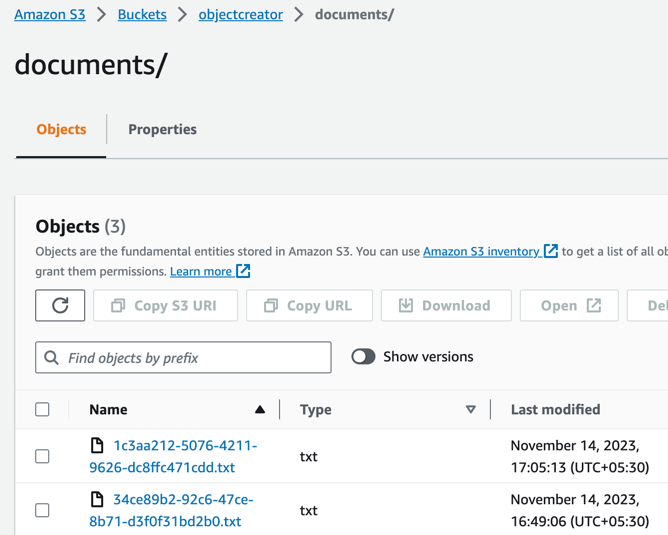 Amazon S3 > Buckets > objectcreator > documents/
documents/
Objects Properties
Objects (3)
Objects are the fundamental entities stored in Amazon S3. You can use Amazon S3 inventory to get a list of all
grant them permissions. Learn more
Copy S3 URI Copy URL Download Open
Find objects by prefix Show versions
Name Type Last modified
1c3aa212-5076-4211- txt November 14, 2023,
9626-dc8ffc471cdd.txt 17:05:13 (UTC+05:30)
34ce89b2-92c6-47ce- txt November 14, 2023,
8b71-d3f0f31bd2b0.txt 16:49:06 (UTC+05:30)